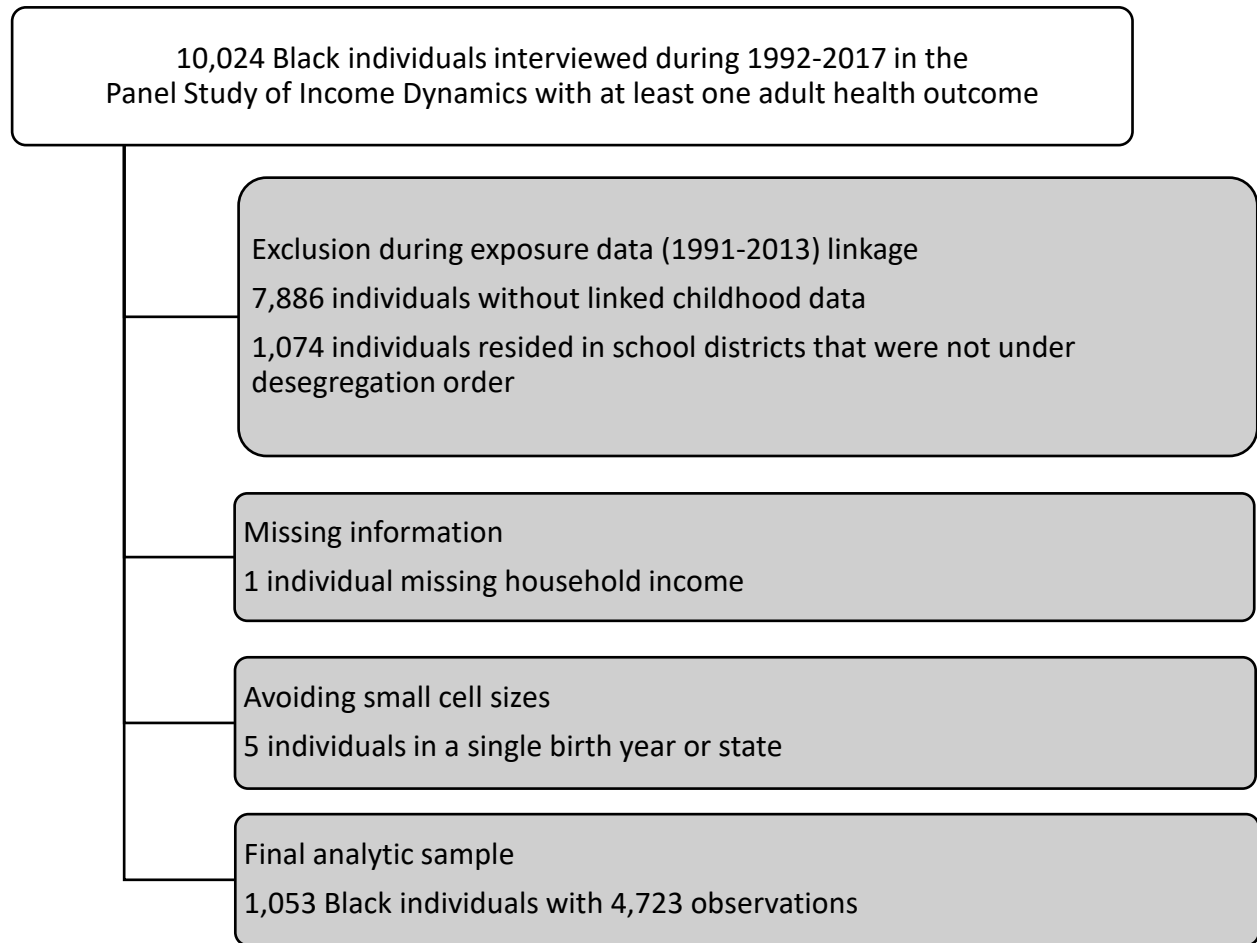 10,024 Black individuals interviewed during 1992-2017 in the
Panel Study of Income Dynamics with at least one adult health outcome
Exclusion during exposure data (1991-2013) linkage
7,886 individuals without linked childhood data
1,074 individuals resided in school districts that were not under
desegregation order
Missing information
1 individual missing household income
Avoiding small cell sizes
5 individuals in a single birth year or state
Final analytic sample
1,053 Black individuals with 4,723 observations